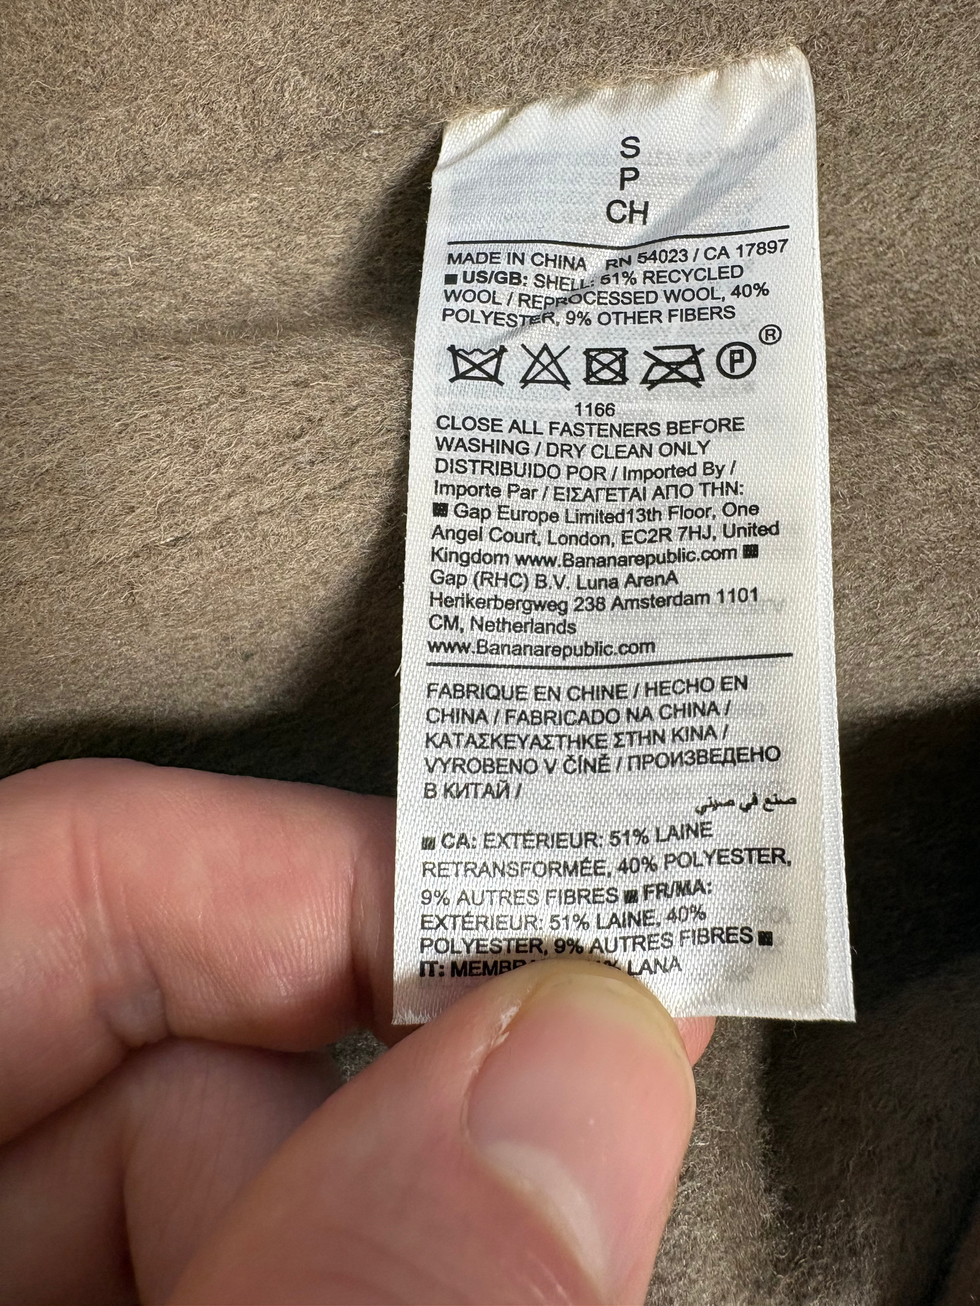 S
P
CH
MADE IN CHINA RN 54023 / CA 17897
US/GB: SHELL: 51% RECYCLED
WOOL / REPROCESSED WOOL, 40%
POLYESTER, 9% OTHER FIBERS
P ®
1166
CLOSE ALL FASTENERS BEFORE
WASHING / DRY CLEAN ONLY
DISTRIBUIDO POR / Imported By /
Importe Par / ΕΙΣΑΓΕΤΑΙ ΑΠΟ ΤΗΝ:
Gap Europe Limited13th Floor, One
Angel Court, London, EC2R 7HJ, United
Kingdom www.Bananarepublic.com
Gap (RHC) B.V. Luna ArenA
Herikerbergweg 238 Amsterdam 1101
CM, Netherlands
www.Bananarepublic.com
FABRIQUE EN CHINE / HECHO EN
CHINA / FABRICADO NA CHINA /
ΚΑΤΑΣΚΕΥΑΣΤΗΚΕ ΣΤΗΝ ΚΙΝΑ /
VYROBENO V ČÍNĚ / ПРОИЗВЕДЕНО
В КИТАЙ /
صنع في صيني
CA: EXTÉRIEUR: 51% LAINE
RETRANSFORMÉE, 40% POLYESTER,
9% AUTRES FIBRES FR/MA:
EXTÉRIEUR: 51% LAINE, 40%
POLYESTER, 9% AUTRES FIBRES
IT: LANA